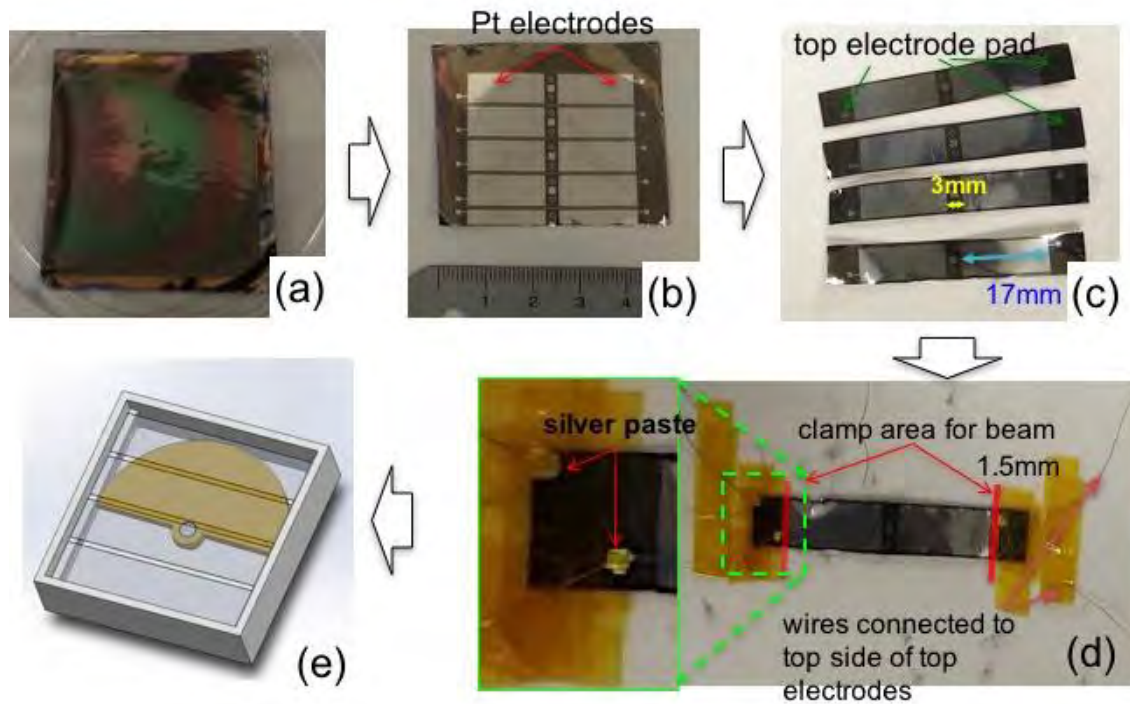 Pt electrodes
(a)
1 2 3 4
(b)
top electrode pad
3mm
17mm
(c)
silver paste
clamp area for beam
1.5mm
wires connected to
top side of top
electrodes
(d)
(e)